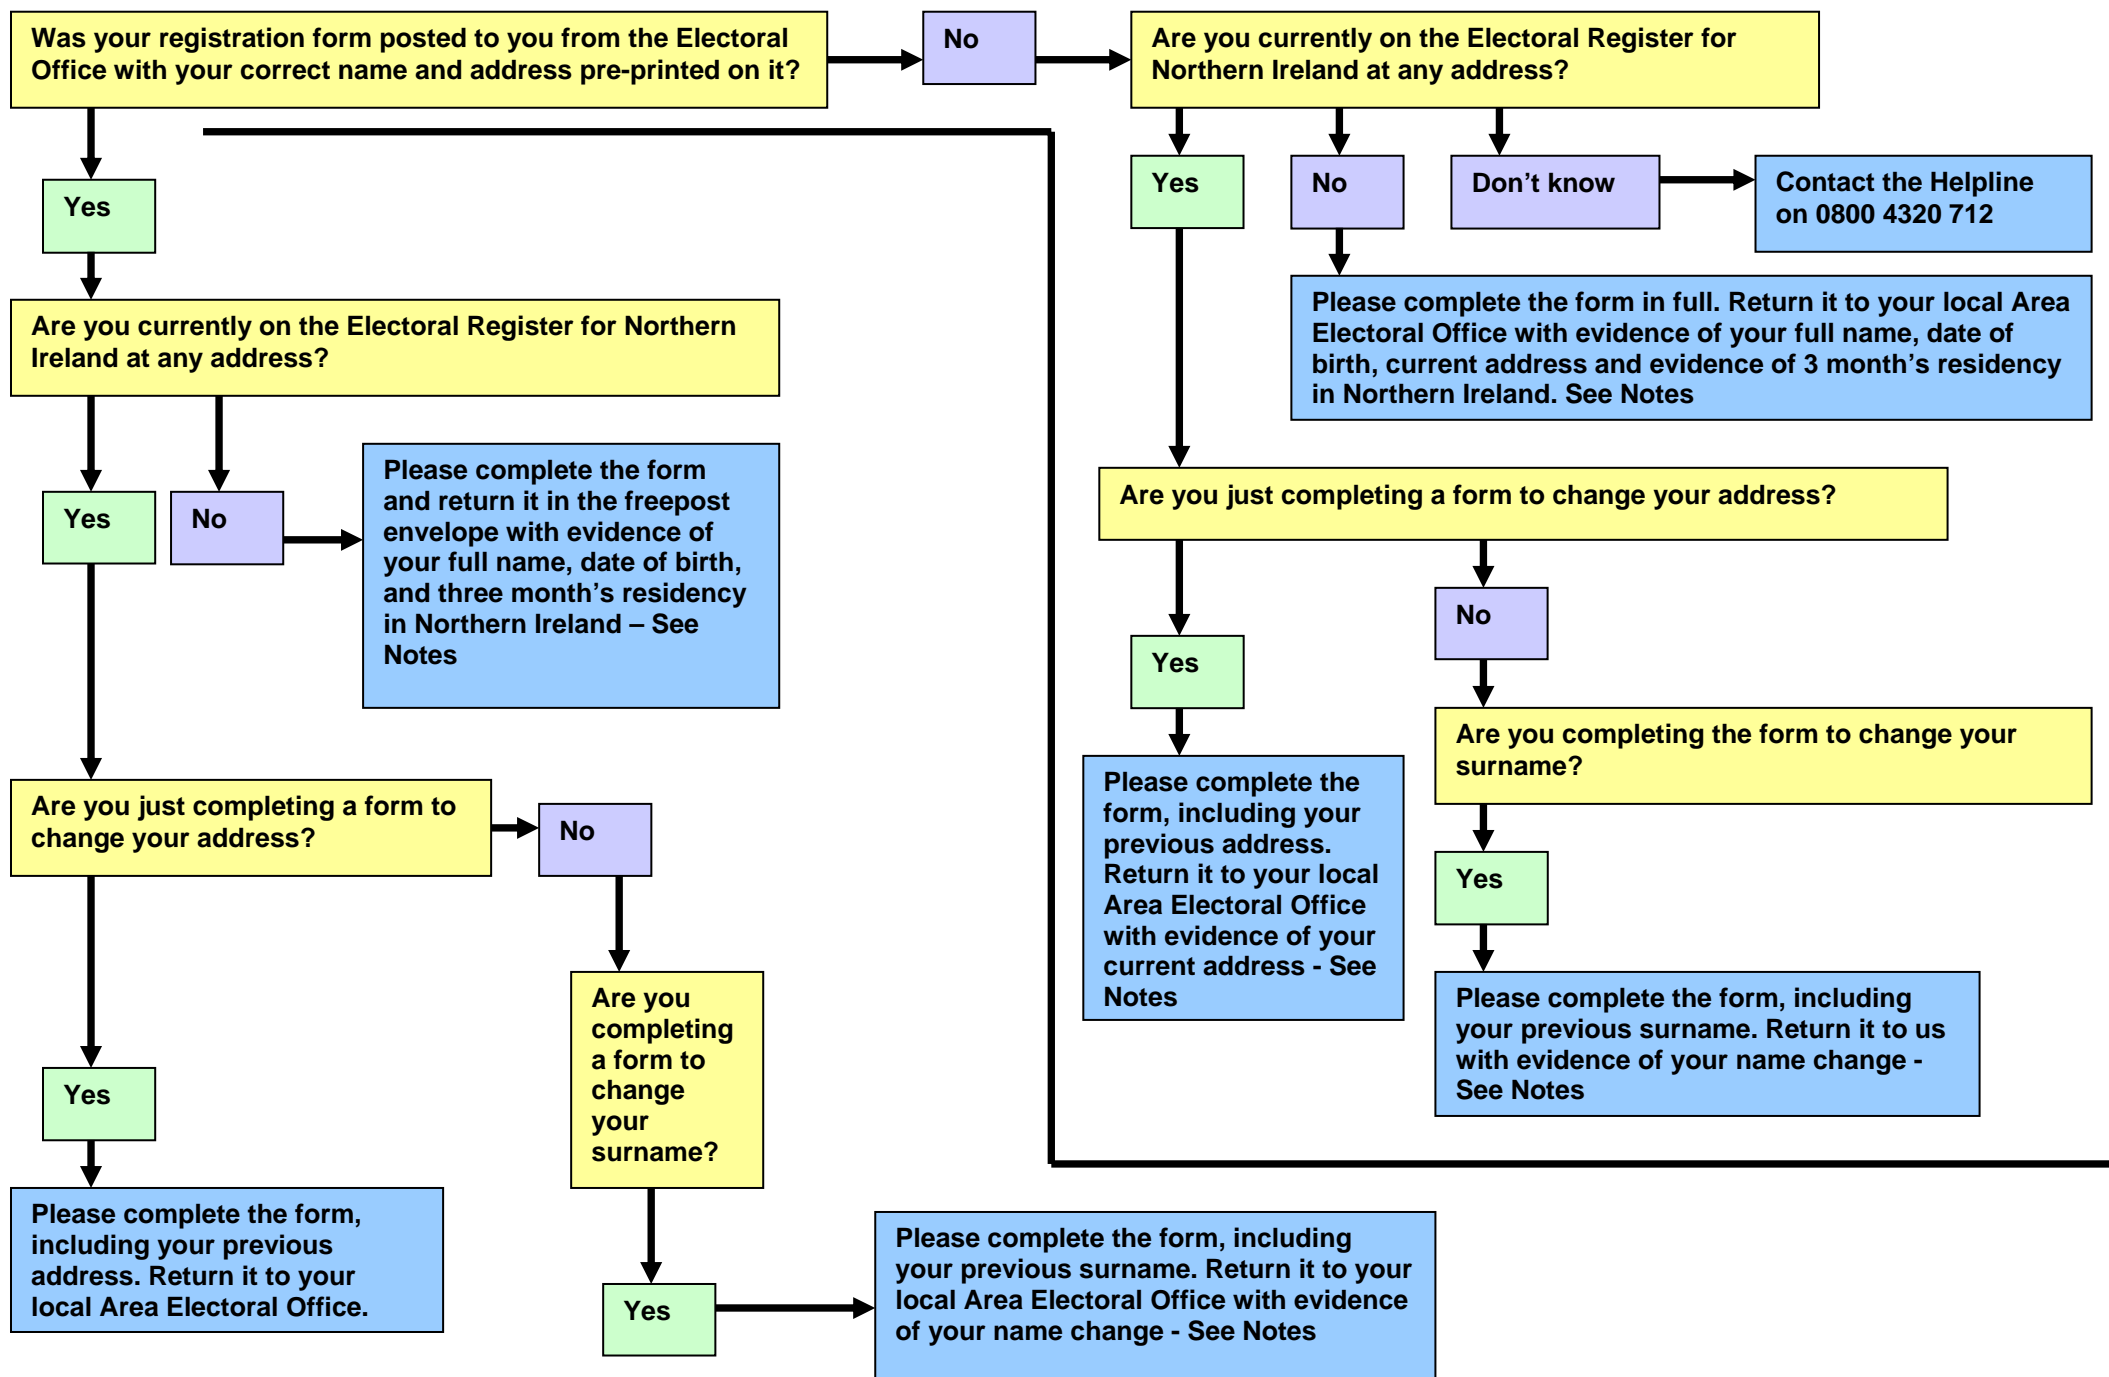 Was your registration form posted to you from the Electoral
Office with your correct name and address pre-printed on it?
No
Are you currently on the Electoral Register for
Northern Ireland at any address?
Yes
No
Don’t know
Contact the Helpline
on 0800 4320 712
Yes
Please complete the form in full. Return it to your local Area
Electoral Office with evidence of your full name, date of
birth, current address and evidence of 3 month’s residency
in Northern Ireland. See Notes
Are you currently on the Electoral Register for Northern
Ireland at any address?
Yes
No
Please complete the form
and return it in the freepost
envelope with evidence of
your full name, date of birth,
and three month’s residency
in Northern Ireland – See
Notes
Are you just completing a form to change your address?
Yes
No
Please complete the
form, including your
previous address.
Return it to your local
Area Electoral Office
with evidence of your
current address - See
Notes
Are you completing the form to change your
surname?
Yes
Please complete the form, including
your previous surname. Return it to us
with evidence of your name change -
See Notes
Are you just completing a form to
change your address?
No
Are you
completing
a form to
change
your
surname?
Yes
Please complete the form,
including your previous
address. Return it to your
local Area Electoral Office.
Yes
Please complete the form, including
your previous surname. Return it to your
local Area Electoral Office with evidence
of your name change - See Notes